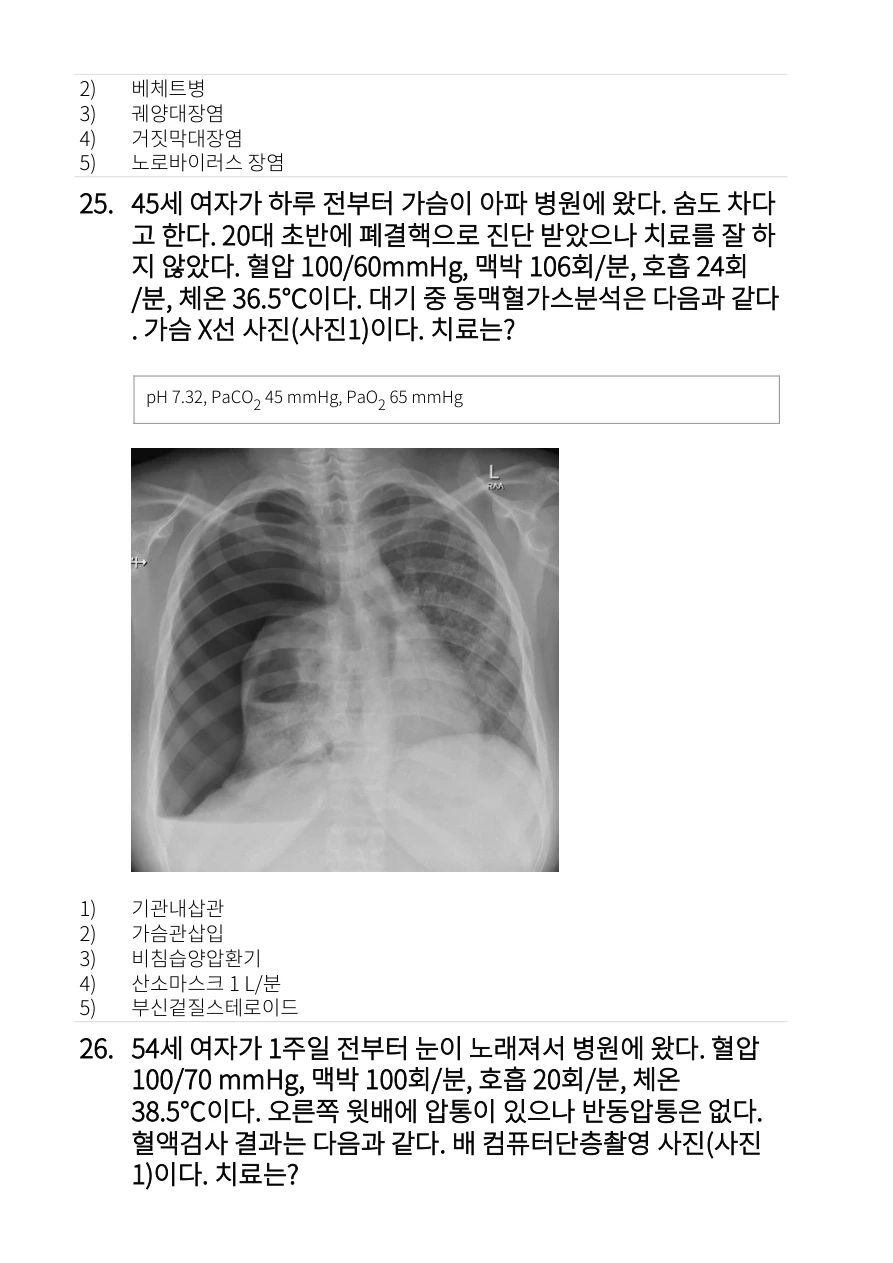 2) 베체트병
3) 궤양대장염
4) 거짓막대장염
5) 노로바이러스 장염
25. 45세 여자가 하루 전부터 가슴이 아파 병원에 왔다. 숨도 차다
고 한다. 20대 초반에 폐결핵으로 진단 받았으나 치료를 잘 하
지 않았다. 혈압 100/60mmHg, 맥박 106회/분, 호흡 24회
/분, 체온 36.5°C이다. 대기 중 동맥혈가스분석은 다음과 같다
. 가슴 X선 사진(사진1)이다. 치료는?
pH 7.32, PaCO2 45 mmHg, PaO2 65 mmHg
L
RAA
1) 기관내삽관
2) 가슴관삽입
3) 비침습양압환기
4) 산소마스크 1 L/분
5) 부신겉질스테로이드
26. 54세 여자가 1주일 전부터 눈이 노래져서 병원에 왔다. 혈압
100/70 mmHg, 맥박 100회/분, 호흡 20회/분, 체온
38.5°C이다. 오른쪽 윗배에 압통이 있으나 반동압통은 없다.
혈액검사 결과는 다음과 같다. 배 컴퓨터단층촬영 사진(사진
1)이다. 치료는?